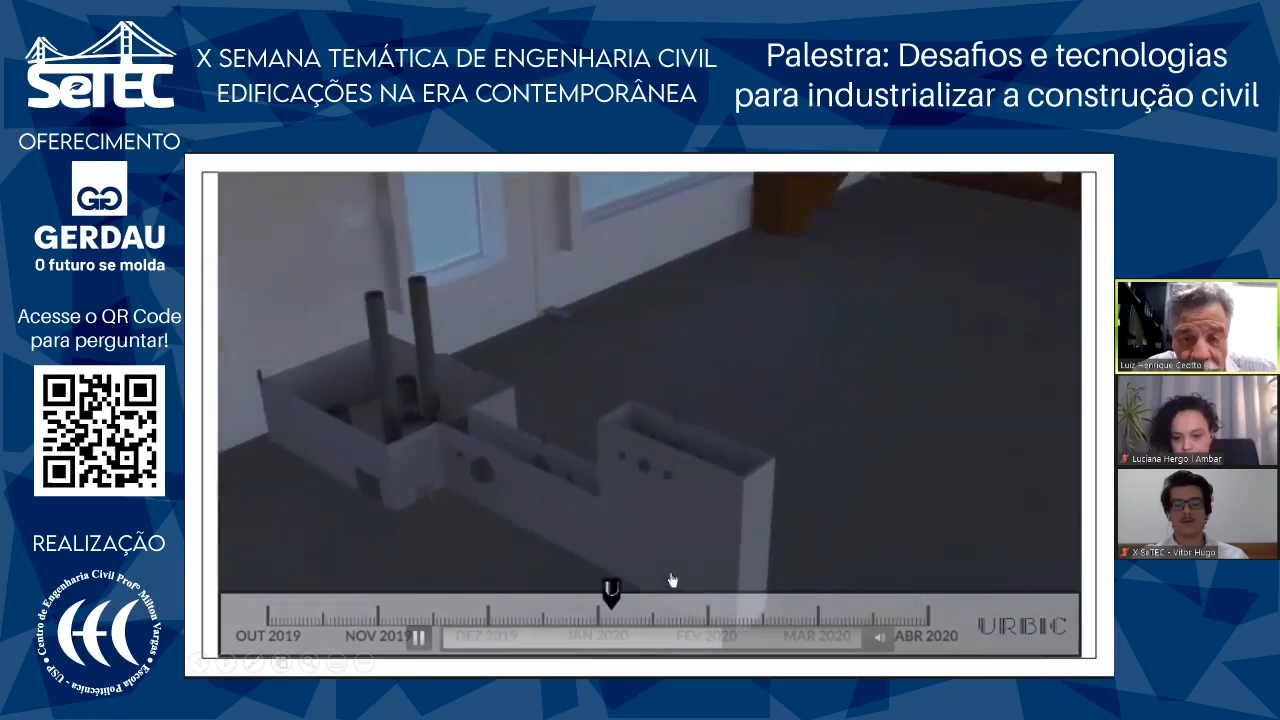 SeTEC
X SEMANA TEMÁTICA DE ENGENHARIA CIVIL
EDIFICAÇÕES NA ERA CONTEMPORÂNEA
Palestra: Desafios e tecnologias
para industrializar a construção civil
OFERECIMENTO
GERDAU
O futuro se molda
Acesse o QR Code
para perguntar!
REALIZAÇÃO
Centro de Engenharia Civil Profº Milton Vargas
Escola Politécnica - USP
CEC
U
OUT 2019
NOV 2019
DEZ 2019
JAN 2020
FEV 2020
MAR 2020
ABR 2020
URBIC
Luiz Henrique Ceotto
Luciana Hergo | Ambar
X SeTEC - Vitor Hugo